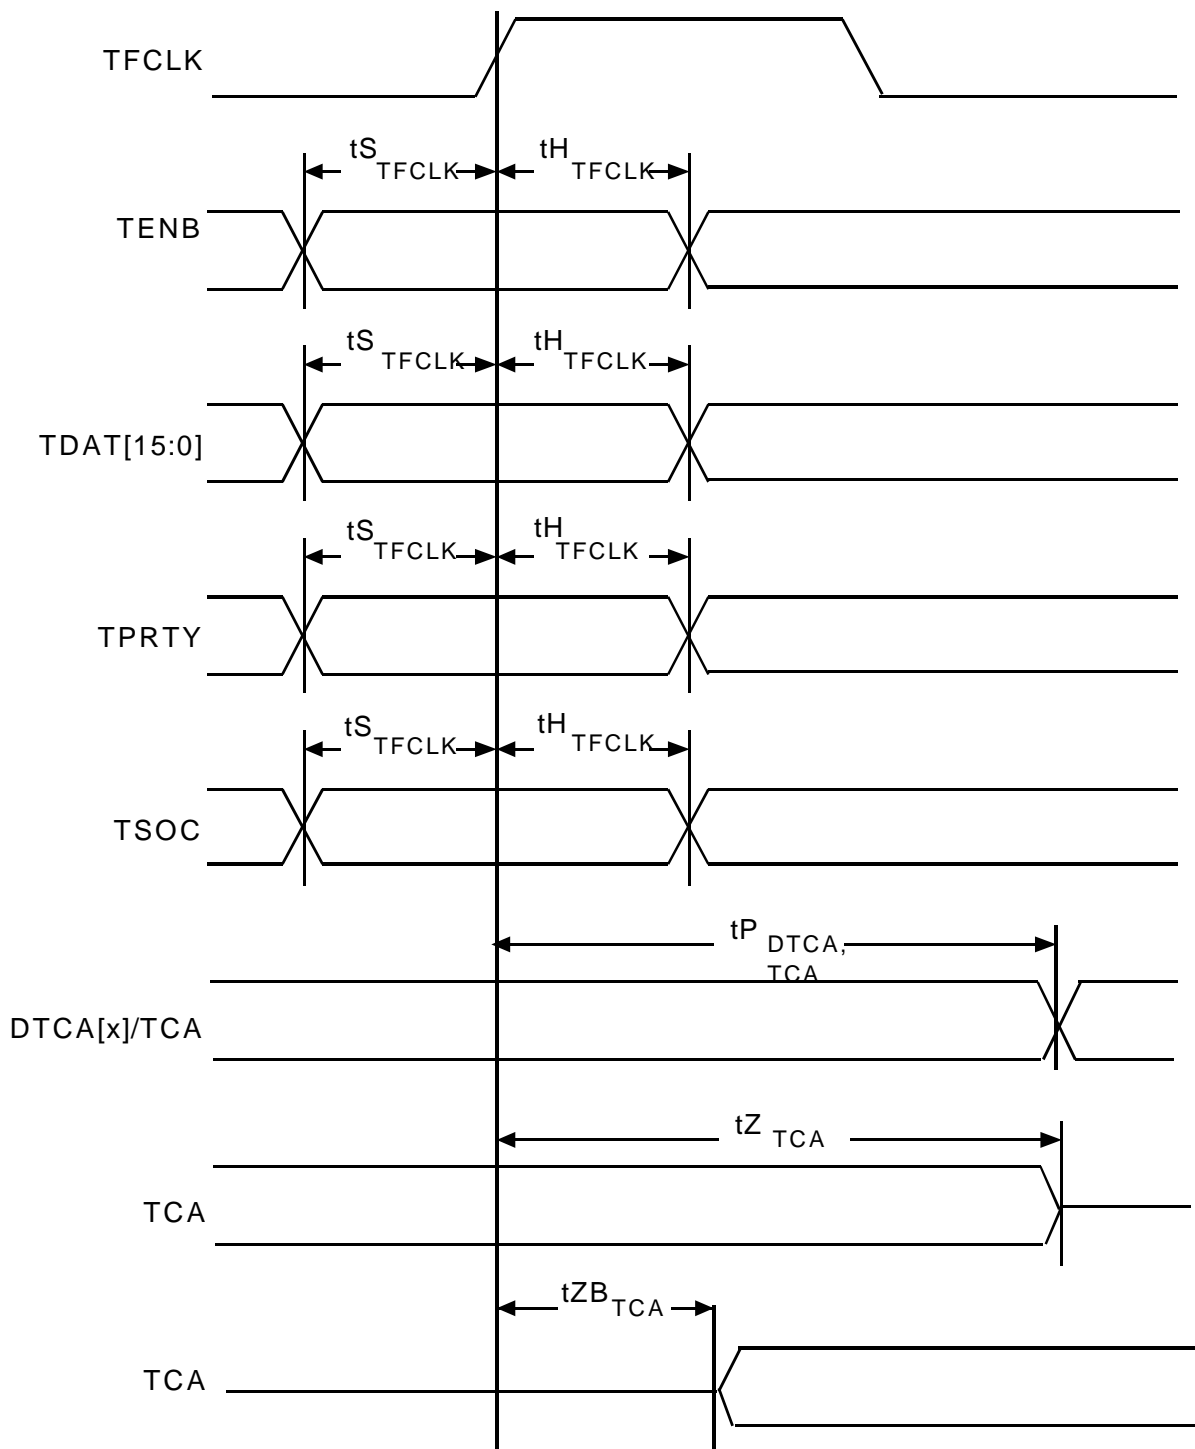 TFCLK
tS TFCLK tH TFCLK
TENB
tS TFCLK tH TFCLK
TDAT[15:0]
tS TFCLK tH TFCLK
TPRTY
tS TFCLK tH TFCLK
TSOC
tP DTCA,
TCA
DTCA[x]/TCA
tZ TCA
TCA
tZB TCA
TCA